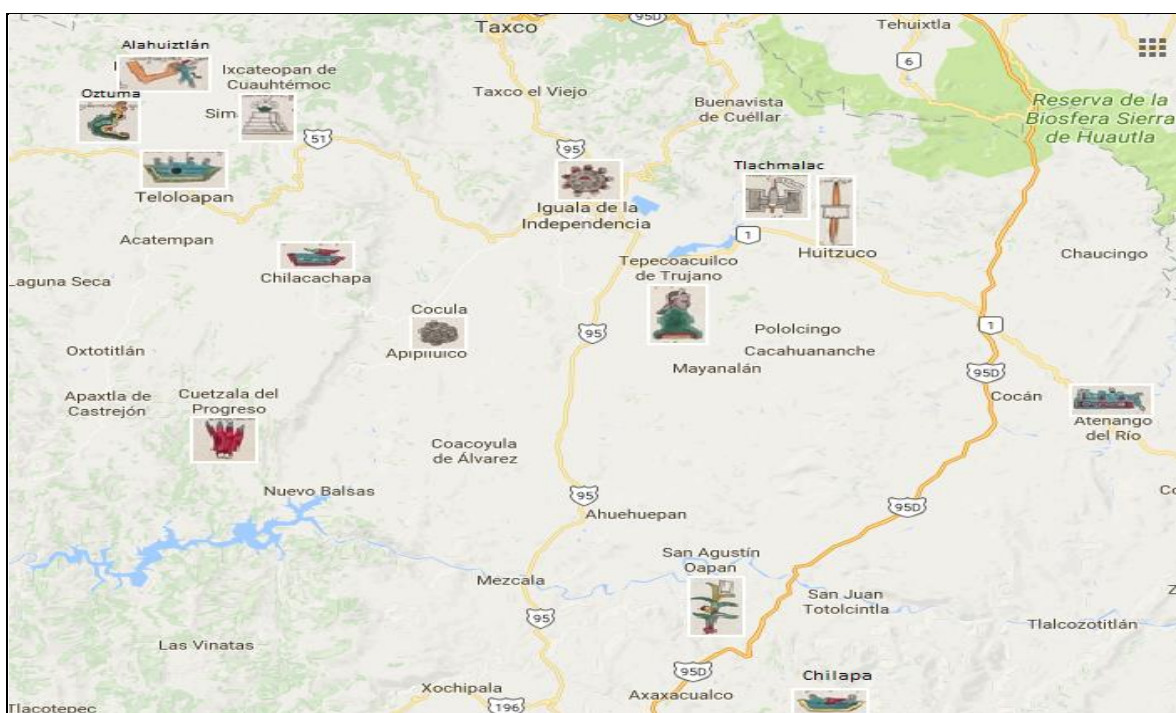 Taxco
95D
Tehuixtla
Alahuiztlán
6
Ixcateopan de
Cuauhtémoc
Taxco el Viejo
Buenavista
de Cuéllar
Reserva de la
Biosfera Sierra
de Huautla
Oztuma
Sim
51
95
Tlachmalac
Teloloapan
Iguala de la
Independencia
1
Acatempan
Huitzuco
Chaucingo
Chilacachapa
Tepecoacuilco
de Trujano
Laguna Seca
Cocula
95
1
Pololcingo
Oxtotitlán
Apipilulco
Cacahuananche
Mayanalán
95D
Apaxtla de
Castrejón
Cuetzala del
Progreso
Cocán
Atenango
del Río
Coacoyula
de Álvarez
Nuevo Balsas
95
95D
Ahuehuepan
San Agustín
Oapan
Mezcala
San Juan
Totolcintla
95
Tlalcozotitlán
Las Vinatas
95D
Chilapa
Xochipala
Axaxacualco
Tlacotepec
196